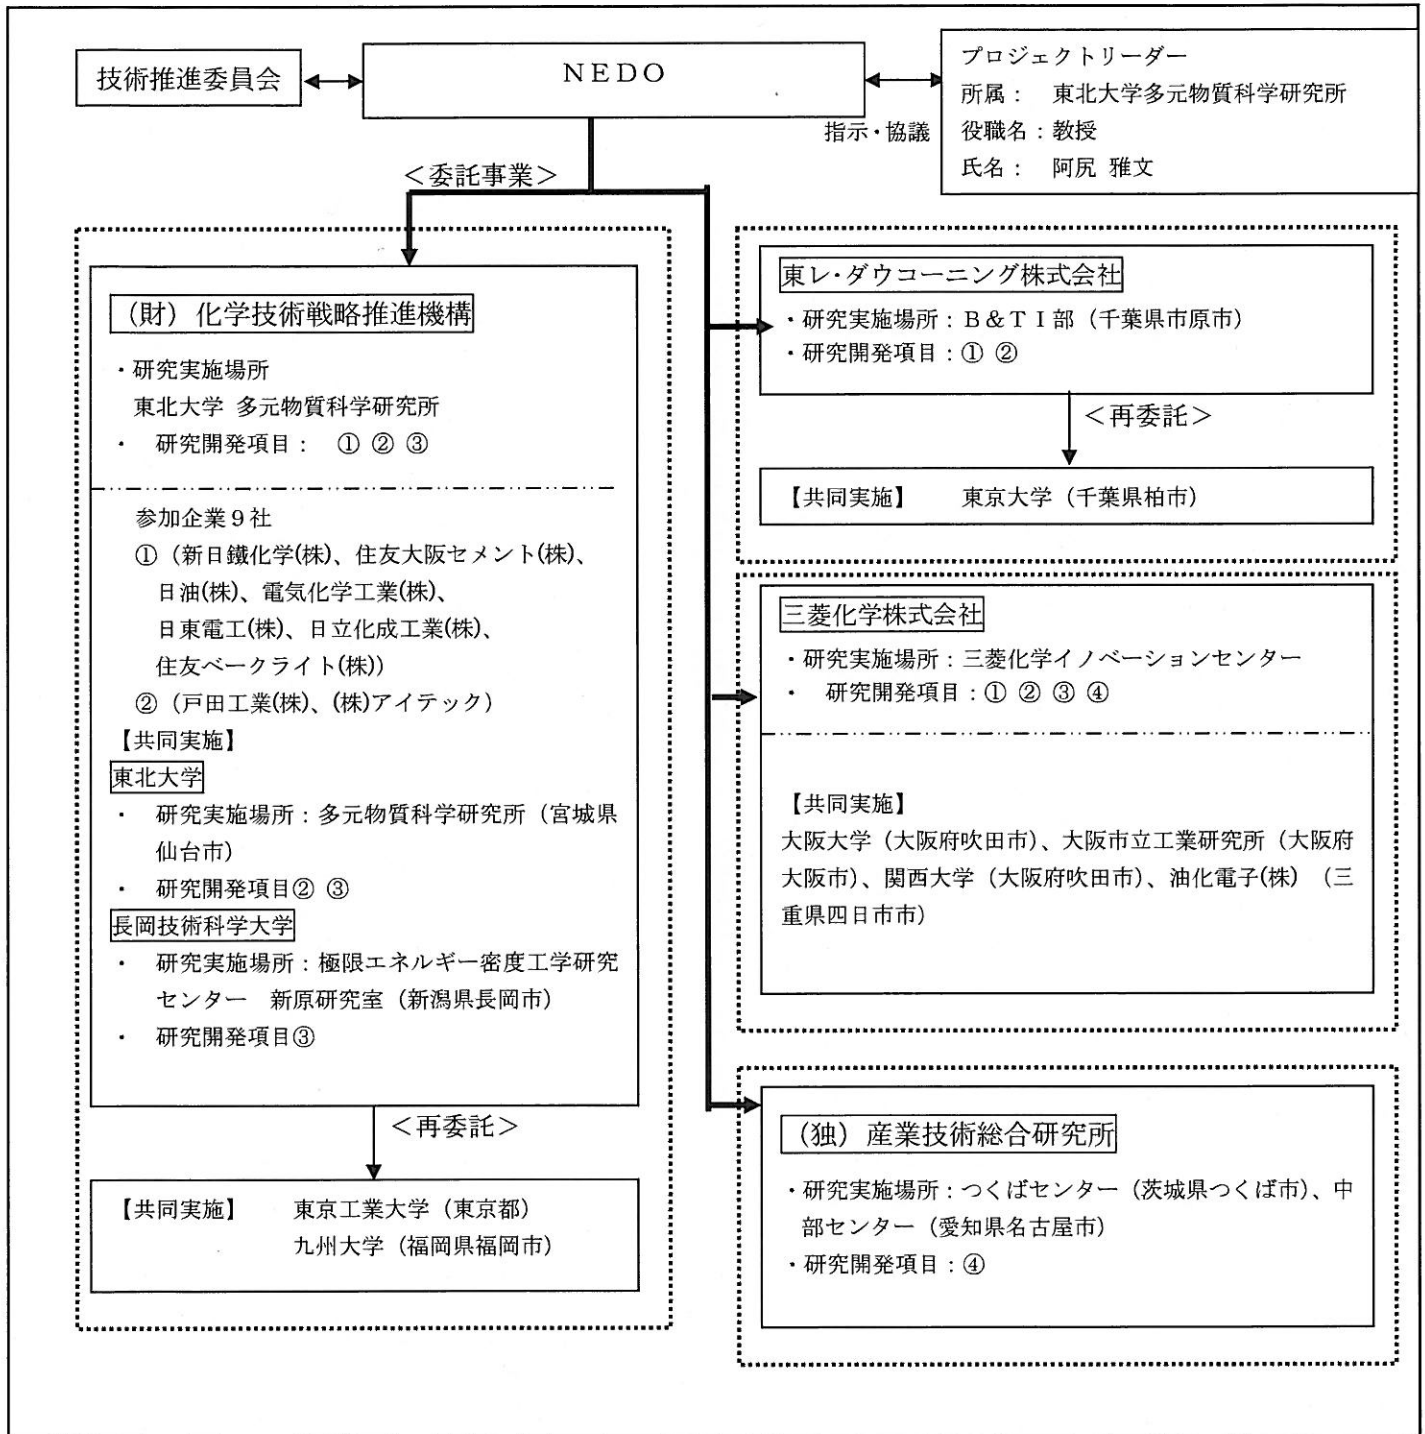 技術推進委員会
ＮＥＤＯ
指示・協議
プロジェクトリーダー
所属： 東北大学多元物質科学研究所
役職名：教授
氏名： 阿尻 雅文
＜委託事業＞
（財）化学技術戦略推進機構
・研究実施場所
東北大学 多元物質科学研究所
・ 研究開発項目： ① ② ③
参加企業９社
①（新日鐵化学(株)、住友大阪セメント(株)、
日油(株)、電気化学工業(株)、
日東電工(株)、日立化成工業(株)、
住友ベークライト(株)）
②（戸田工業(株)、(株)アイテック）
【共同実施】
東北大学
・ 研究実施場所：多元物質科学研究所（宮城県
仙台市）
・ 研究開発項目② ③
長岡技術科学大学
・ 研究実施場所：極限エネルギー密度工学研究
センター 新原研究室（新潟県長岡市）
・ 研究開発項目③
＜再委託＞
【共同実施】 東京工業大学（東京都）
九州大学（福岡県福岡市）
東レ・ダウコーニング株式会社
・研究実施場所：Ｂ＆ＴＩ部（千葉県市原市）
・研究開発項目：① ②
＜再委託＞
【共同実施】 東京大学（千葉県柏市）
三菱化学株式会社
・研究実施場所：三菱化学イノベーションセンター
・ 研究開発項目：① ② ③ ④
【共同実施】
大阪大学（大阪府吹田市）、大阪市立工業研究所（大阪府
大阪市）、関西大学（大阪府吹田市）、油化電子(株)（三
重県四日市市）
（独）産業技術総合研究所
・研究実施場所：つくばセンター（茨城県つくば市）、中
部センター（愛知県名古屋市）
・研究開発項目：④